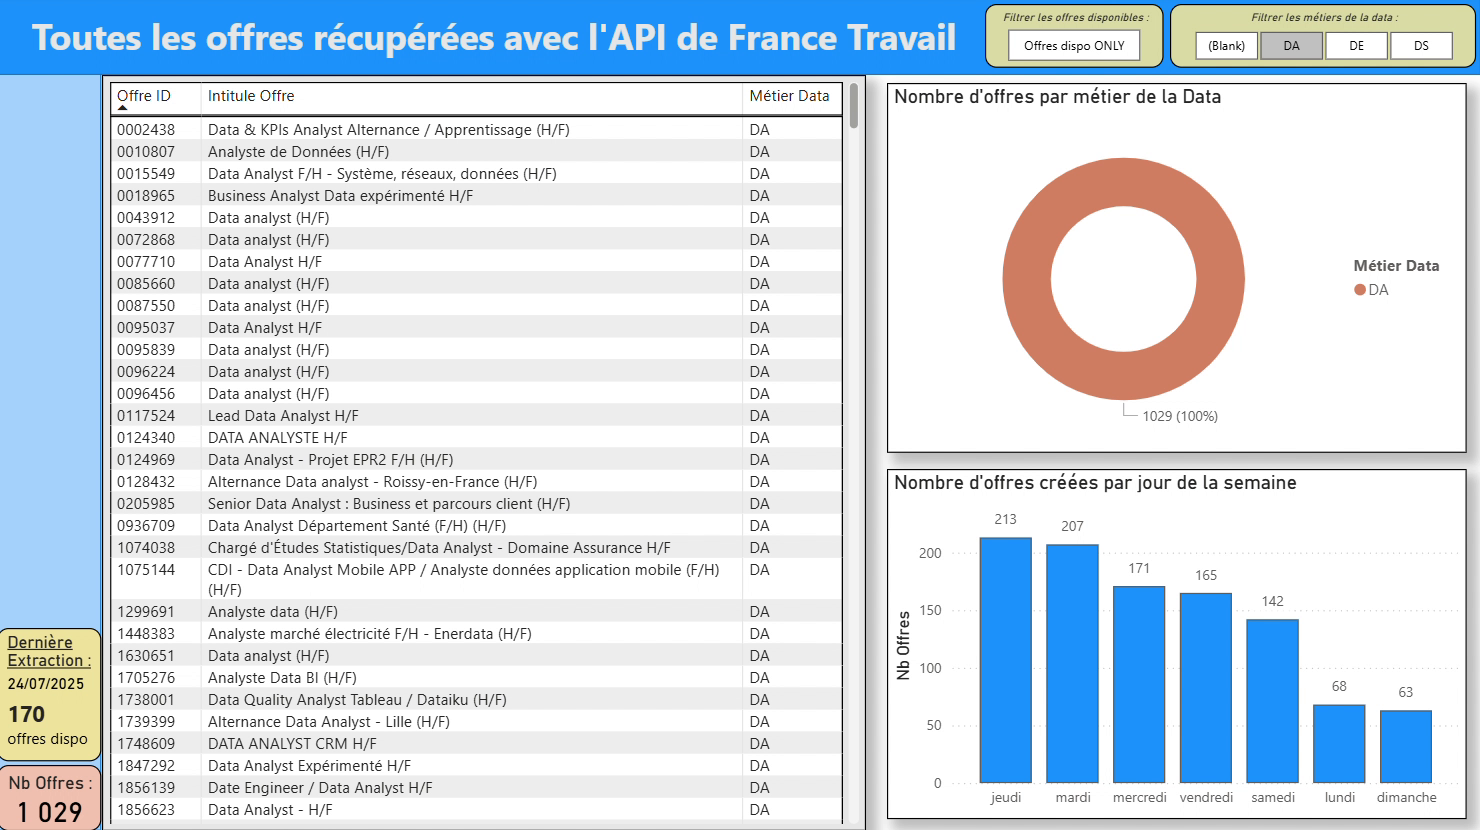 Toutes les offres récupérées avec l'API de France Travail
Filtrer les offres disponibles :
Offres dispo ONLY
Filtrer les métiers de la data :
(Blank) DA DE DS
Offre ID Intitule Offre Métier Data
0002438 Data & KPIs Analyst Alternance / Apprentissage (H/F) DA
0010807 Analyste de Données (H/F) DA
0015549 Data Analyst F/H - Système, réseaux, données (H/F) DA
0018965 Business Analyst Data expérimenté H/F DA
0043912 Data analyst (H/F) DA
0072868 Data analyst (H/F) DA
0077710 Data Analyst H/F DA
0085660 Data analyst (H/F) DA
0087550 Data analyst (H/F) DA
0095037 Data Analyst H/F DA
0095839 Data analyst (H/F) DA
0096224 Data analyst (H/F) DA
0096456 Data analyst (H/F) DA
0117524 Lead Data Analyst H/F DA
0124340 DATA ANALYSTE H/F DA
0124969 Data Analyst - Projet EPR2 F/H (H/F) DA
0128432 Alternance Data analyst - Roissy-en-France (H/F) DA
0205985 Senior Data Analyst : Business et parcours client (H/F) DA
0936709 Data Analyst Département Santé (F/H) (H/F) DA
1074038 Chargé d'Études Statistiques/Data Analyst - Domaine Assurance H/F DA
1075144 CDI - Data Analyst Mobile APP / Analyste données application mobile (F/H) DA
(H/F)
1299691 Analyste data (H/F) DA
1448383 Analyste marché électricité F/H - Enerdata (H/F) DA
1630651 Data analyst (H/F) DA
1705276 Analyste Data BI (H/F) DA
1738001 Data Quality Analyst Tableau / Dataiku (H/F) DA
1739399 Alternance Data Analyst - Lille (H/F) DA
1748609 DATA ANALYST CRM H/F DA
1847292 Data Analyst Expérimenté H/F DA
1856139 Date Engineer / Data Analyst H/F DA
1856623 Data Analyst - H/F DA
Dernière
Extraction :
24/07/2025
170
offres dispo
Nb Offres :
1 029
Nombre d'offres par métier de la Data
1029 (100%)
Métier Data
DA
Nombre d'offres créées par jour de la semaine
Nb Offres
200
150
100
50
0
213 207 171 165 142 68 63
jeudi mardi mercredi vendredi samedi lundi dimanche